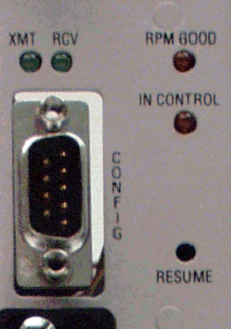 XMT RCV
RPM GOOD
IN CONTROL
CONFIG
RESUME